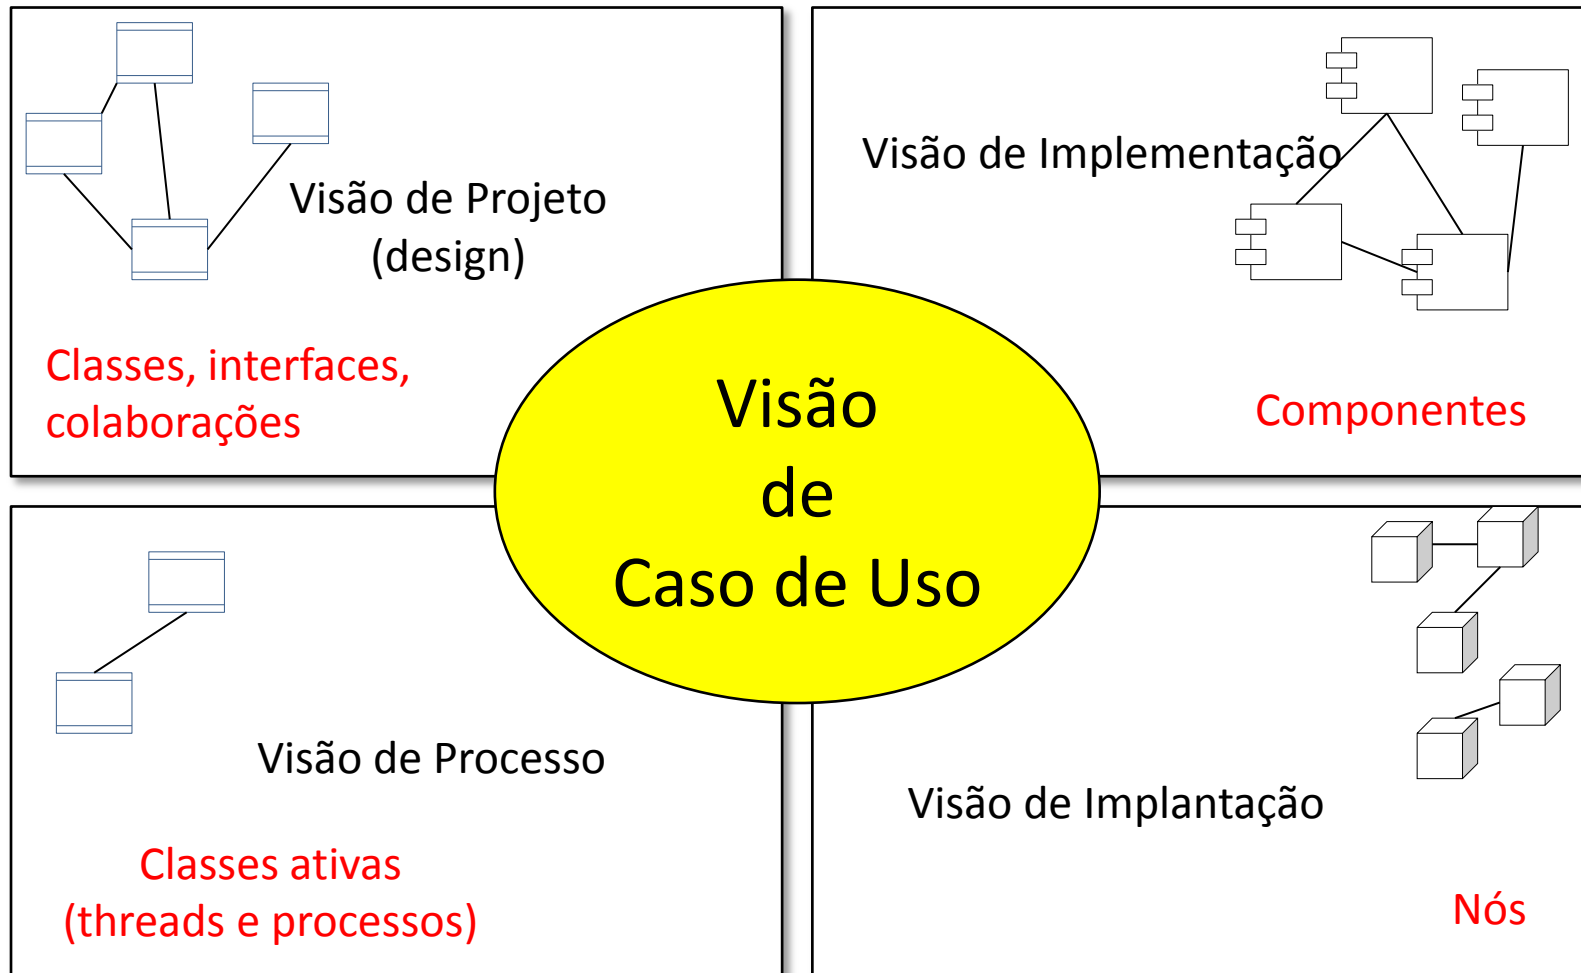 Visão de Projeto
(design)
Classes, interfaces,
colaborações
Visão de Implementação
Componentes
Visão
de
Caso de Uso
Visão de Processo
Classes ativas
(threads e processos)
Visão de Implantação
Nós